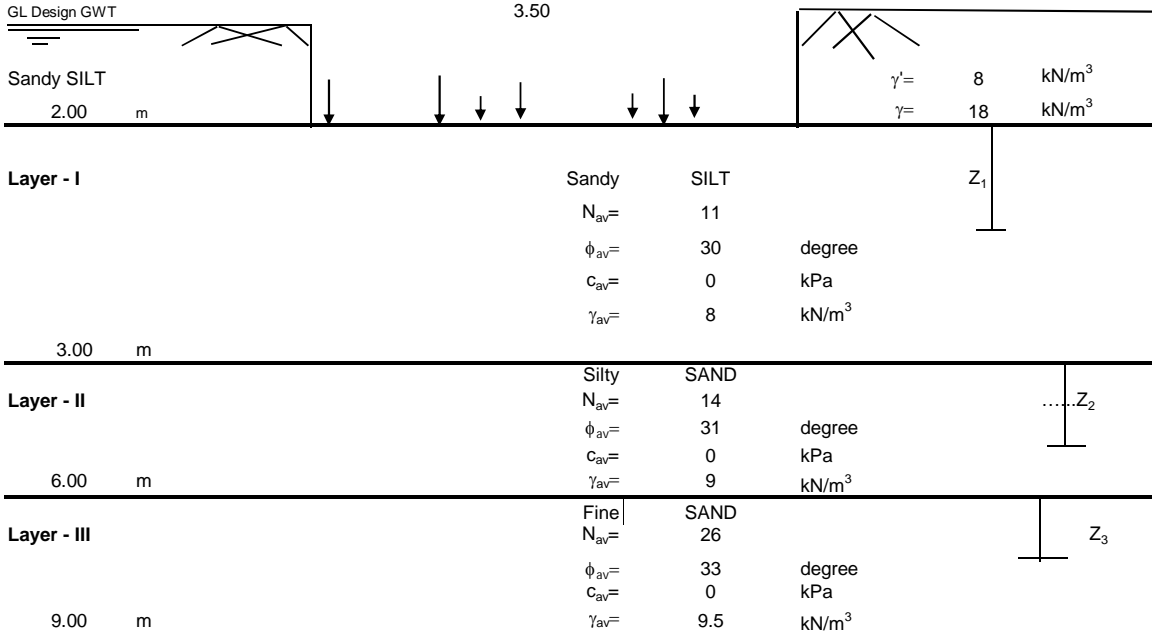 GL Design GWT 3.50
Sandy SILT γ'= 8 kN/m³
2.00 m γ= 18 kN/m³
Layer - I Sandy SILT Z₁
Nav= 11
ϕav= 30 degree
cav= 0 kPa
γav= 8 kN/m³
3.00 m
Silty SAND
Layer - II Nav= 14 ……Z₂
ϕav= 31 degree
cav= 0 kPa
6.00 m γav= 9 kN/m³
Fine SAND
Layer - III Nav= 26 Z₃
ϕav= 33 degree
cav= 0 kPa
9.00 m γav= 9.5 kN/m³